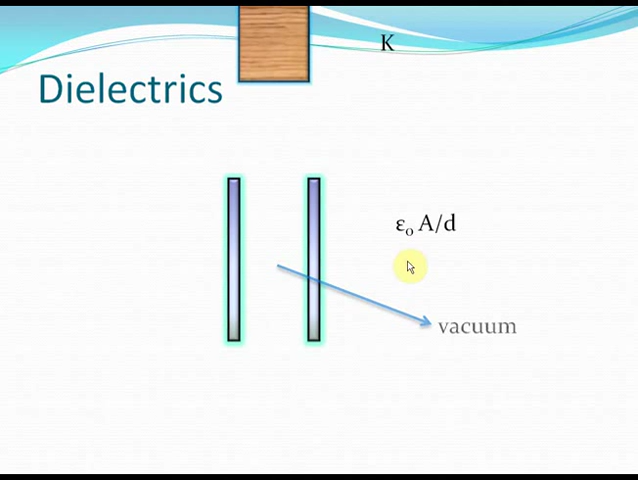 K
Dielectrics
ε₀ A/d
vacuum